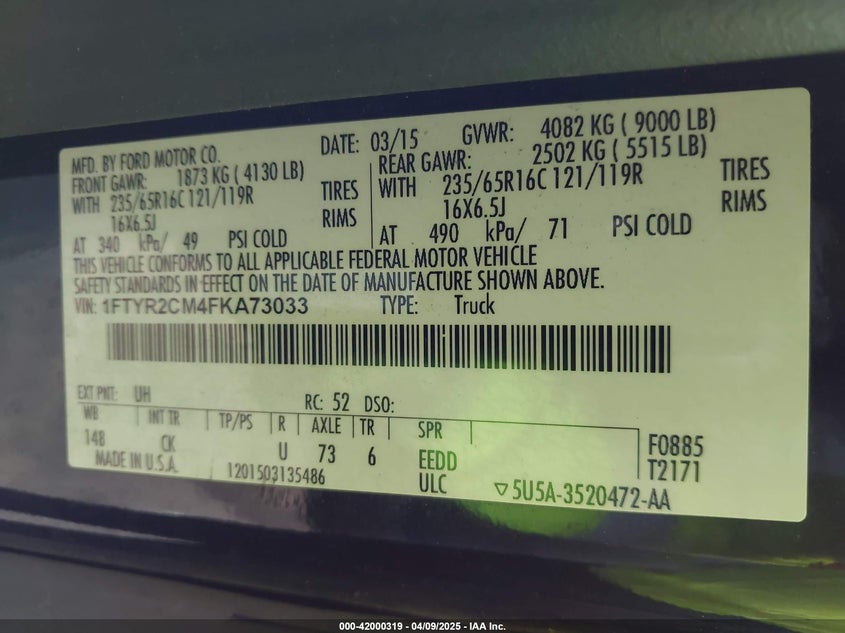 MFD. BY FORD MOTOR CO. DATE: 03/15 GVWR: 4082 KG ( 9000 LB)
FRONT GAWR: 1873 KG ( 4130 LB) REAR GAWR: 2502 KG ( 5515 LB)
WITH 235/65R16C 121/119R TIRES WITH 235/65R16C 121/119R TIRES
16X6.5J RIMS 16X6.5J RIMS
AT 340 kPa/ 49 PSI COLD AT 490 kPa/ 71 PSI COLD
THIS VEHICLE CONFORMS TO ALL APPLICABLE FEDERAL MOTOR VEHICLE
SAFETY STANDARDS IN EFFECT ON THE DATE OF MANUFACTURE SHOWN ABOVE.
VIN: 1FTYR2CM4FKA73033 TYPE: Truck
EXT PNT: UH RC: 52 DSO:
WB INT TR TP/PS R AXLE TR SPR
148 CK U 73 6 EEDD F0885
MADE IN U.S.A. 1201503135486 ULC ▽5U5A-3520472-AA T2171
000-42000319 - 04/09/2025 - IAA Inc.